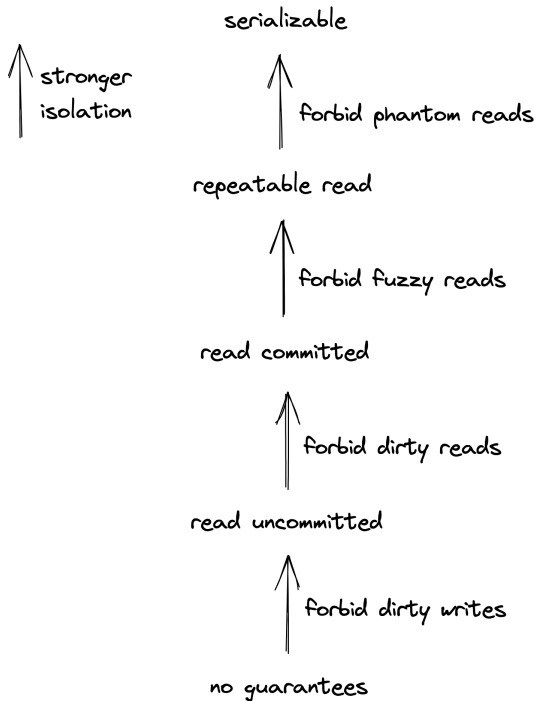 serializable
stronger
isolation
forbid phantom reads
repeatable read
forbid fuzzy reads
read committed
forbid dirty reads
read uncommitted
forbid dirty writes
no guarantees